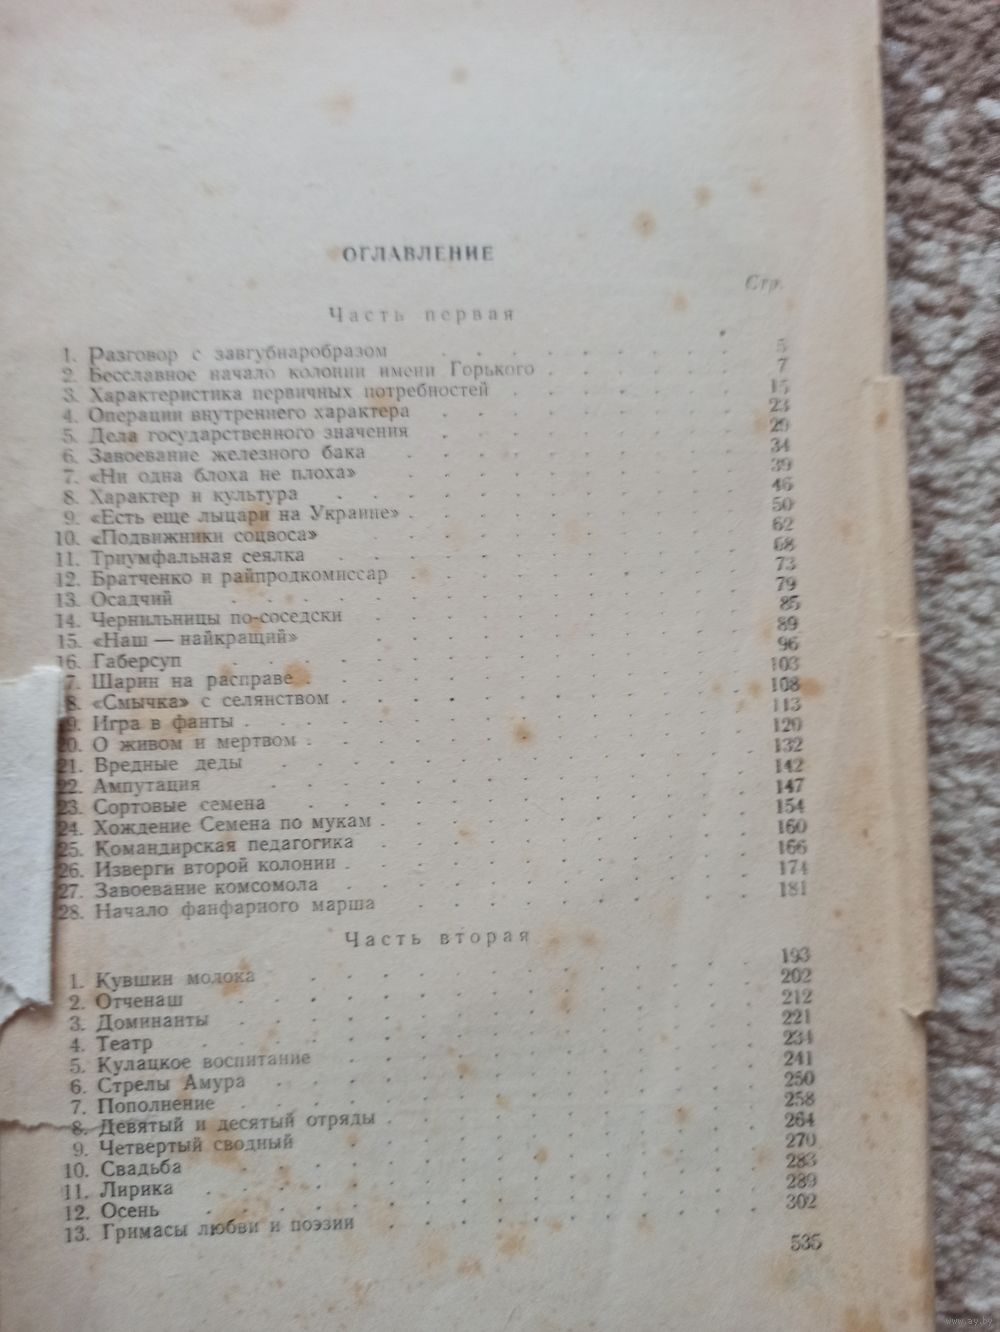 ОГЛАВЛЕНИЕ
Стр.
Часть первая
1. Разговор с завгубнаробразом . . . . . . . 5
2. Бесславное начало колонии имени Горького . . . . . . 7
3. Характеристика первичных потребностей . . . . . . . 15
4. Операции внутреннего характера . . . . . . . . 23
5. Дела государственного значения . . . . . . . . 29
6. Завоевание железного бака . . . . . . . . . 34
7. «Ни одна блоха не плоха» . . . . . . . . . 39
8. Характер и культура . . . . . . . . . . . 46
9. «Есть еще лыцари на Украине» . . . . . . . . . 50
10. «Подвижники соцвоса» . . . . . . . . . . 62
11. Триумфальная сеялка . . . . . . . . . . 68
12. Братченко и райпродкомиссар . . . . . . . . . 73
13. Осадчий . . . . . . . . . . . . . . 79
14. Чернильницы по-соседски . . . . . . . . . . 85
15. «Наш — найкращий» . . . . . . . . . . 89
16. Габерсуп . . . . . . . . . . . . . . 96
17. Шарин на расправе . . . . . . . . . . . . 103
18. «Смычка» с селянством . . . . . . . . . . . 108
19. Игра в фанты . . . . . . . . . . . . . 113
20. О живом и мертвом . . . . . . . . . . . . 120
21. Вредные деды . . . . . . . . . . . . 132
22. Ампутация . . . . . . . . . . . . . 142
23. Сортовые семена . . . . . . . . . . . . 147
24. Хождение Семена по мукам . . . . . . . . . . 154
25. Командирская педагогика . . . . . . . . . . 160
26. Изверги второй колонии . . . . . . . . . . . 166
27. Завоевание комсомола . . . . . . . . . . . 174
28. Начало фанфарного марша . . . . . . . . . 181
Часть вторая
1. Кувшин молока . . . . . . . . . . . . 193
2. Отченаш . . . . . . . . . . . . . . 202
3. Доминанты . . . . . . . . . . . . . . 212
4. Театр . . . . . . . . . . . . . . . 221
5. Кулацкое воспитание . . . . . . . . . . . 234
6. Стрелы Амура . . . . . . . . . . . . . 241
7. Пополнение . . . . . . . . . . . . . . 250
8. Девятый и десятый отряды . . . . . . . . . . 258
9. Четвертый сводный . . . . . . . . . . . . 264
10. Свадьба . . . . . . . . . . . . . . 270
11. Лирика . . . . . . . . . . . . . . . 283
12. Осень . . . . . . . . . . . . . . . 289
13. Гримасы любви и поэзии . . . . . . . . . . 302
535
www.ay.by